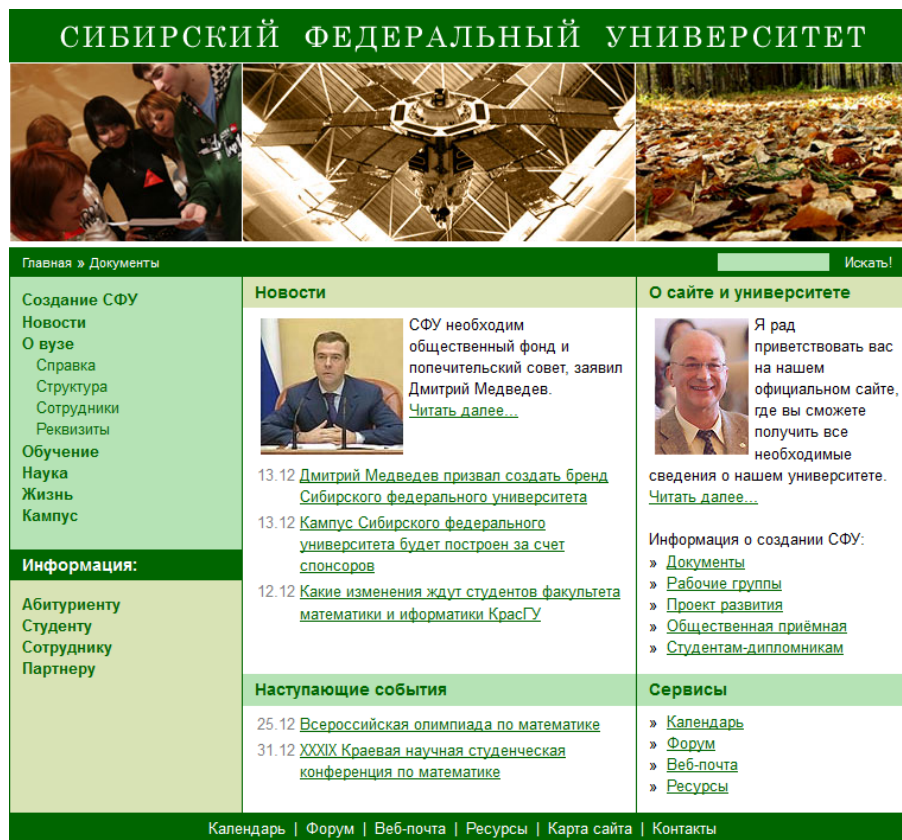 СИБИРСКИЙ ФЕДЕРАЛЬНЫЙ УНИВЕРСИТЕТ
Главная » Документы
Искать!
Создание СФУ
Новости
О вузе
Справка
Структура
Сотрудники
Реквизиты
Обучение
Наука
Жизнь
Кампус
Информация:
Абитуриенту
Студенту
Сотруднику
Партнеру
Новости
СФУ необходим
общественный фонд и
попечительский совет, заявил
Дмитрий Медведев.
Читать далее...
13.12 Дмитрий Медведев призвал создать бренд
Сибирского федерального университета
13.12 Кампус Сибирского федерального
университета будет построен за счет
спонсоров
12.12 Какие изменения ждут студентов факультета
математики и иформатики КрасГУ
Наступающие события
25.12 Всероссийская олимпиада по математике
31.12 XXXIX Краевая научная студенческая
конференция по математике
О сайте и университете
Я рад
приветствовать вас
на нашем
официальном сайте,
где вы сможете
получить все
необходимые
сведения о нашем университете.
Читать далее...
Информация о создании СФУ:
» Документы
» Рабочие группы
» Проект развития
» Общественная приёмная
» Студентам-дипломникам
Сервисы
» Календарь
» Форум
» Веб-почта
» Ресурсы
Календарь | Форум | Веб-почта | Ресурсы | Карта сайта | Контакты